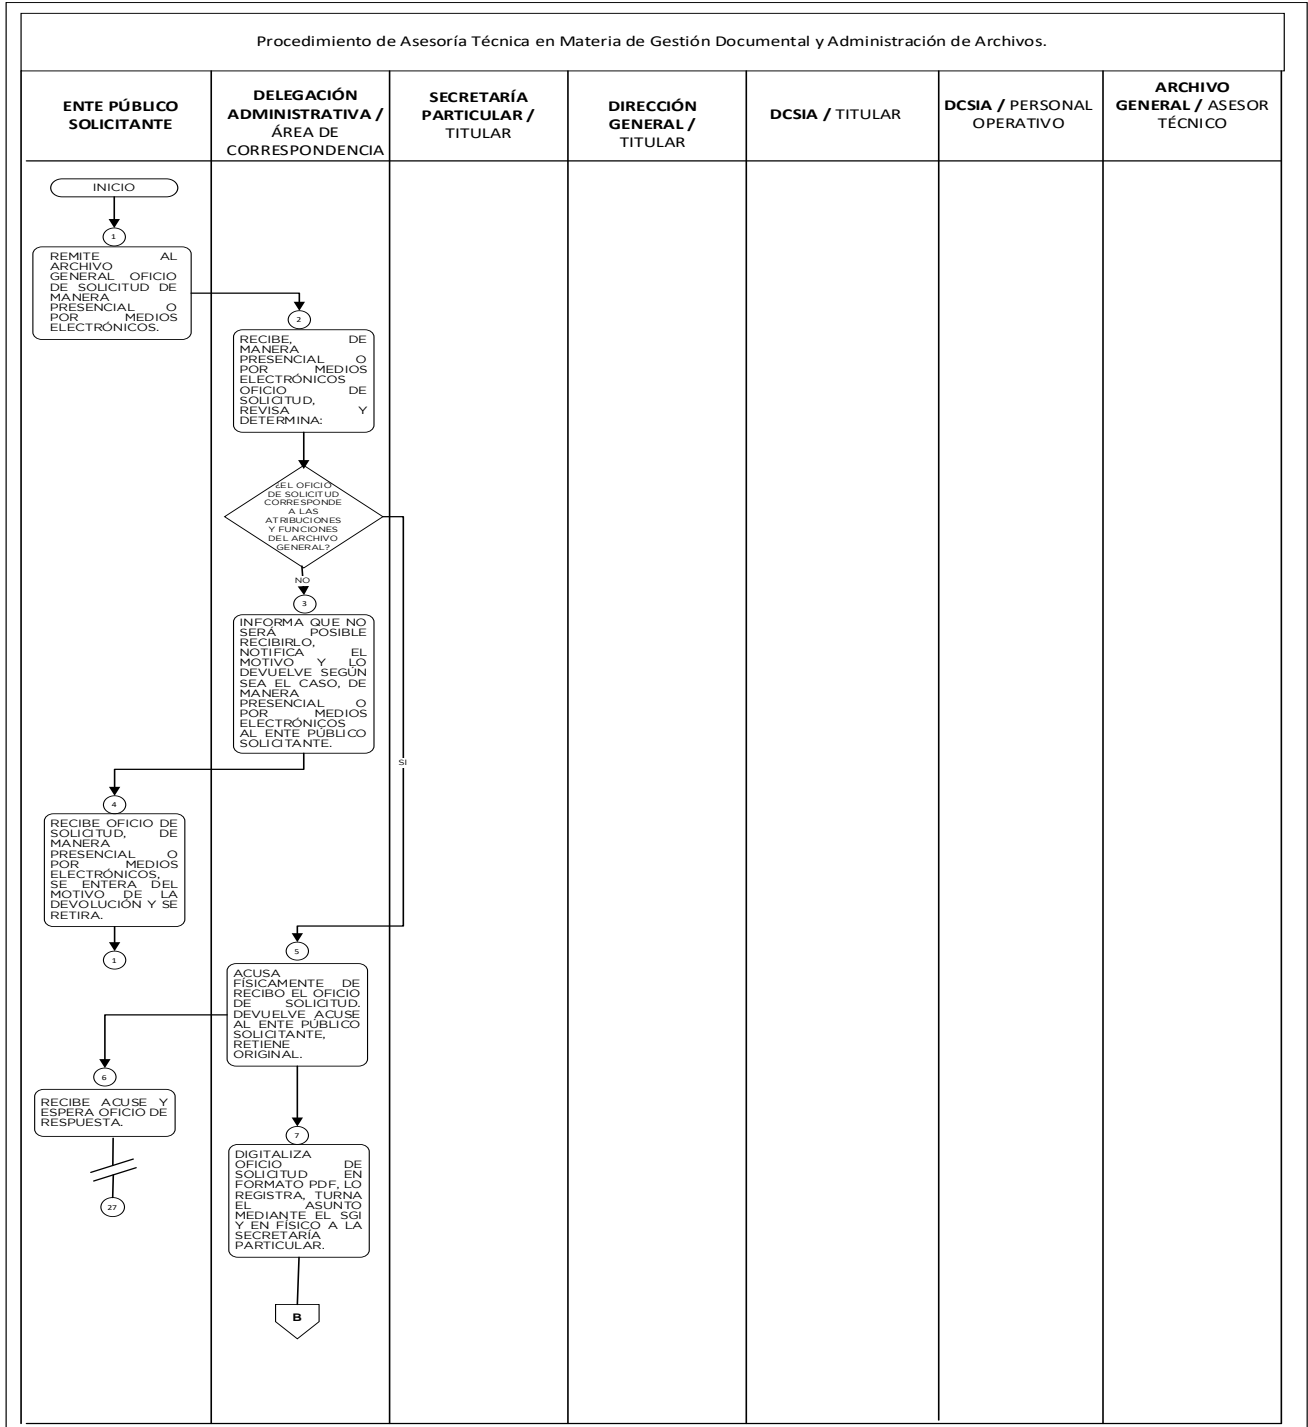 Procedimiento de Asesoría Técnica en Materia de Gestión Documental y Administración de Archivos.
ENTE PÚBLICO
SOLICITANTE
DELEGACIÓN
ADMINISTRATIVA /
ÁREA DE
CORRESPONDENCIA
SECRETARÍA
PARTICULAR /
TITULAR
DIRECCIÓN
GENERAL /
TITULAR
DCSIA / TITULAR
DCSIA / PERSONAL
OPERATIVO
ARCHIVO
GENERAL / ASESOR
TÉCNICO
INICIO
1
REMITE AL
ARCHIVO
GENERAL OFICIO
DE SOLICITUD DE
MANERA
PRESENCIAL O
POR MEDIOS
ELECTRÓNICOS.
2
RECIBE, DE
MANERA
PRESENCIAL O
POR MEDIOS
ELECTRÓNICOS
OFICIO DE
SOLICITUD,
REVISA Y
DETERMINA:
¿EL OFICIO
DE SOLICITUD
CORRESPONDE
A LAS
ATRIBUCIONES
Y FUNCIONES
DEL ARCHIVO
GENERAL?
NO
3
INFORMA QUE NO
SERÁ POSIBLE
RECIBIRLO,
NOTIFICA EL
MOTIVO Y LO
DEVUELVE SEGÚN
SEA EL CASO, DE
MANERA
PRESENCIAL O
POR MEDIOS
ELECTRÓNICOS
AL ENTE PÚBLICO
SOLICITANTE.
SI
4
RECIBE OFICIO DE
SOLICITUD, DE
MANERA
PRESENCIAL O
POR MEDIOS
ELECTRÓNICOS,
SE ENTERA DEL
MOTIVO DE LA
DEVOLUCIÓN Y SE
RETIRA.
1
5
ACUSA
FÍSICAMENTE DE
RECIBO EL OFICIO
DE SOLICITUD.
DEVUELVE ACUSE
AL ENTE PÚBLICO
SOLICITANTE,
RETIENE
ORIGINAL.
6
RECIBE ACUSE Y
ESPERA OFICIO DE
RESPUESTA.
27
7
DIGITALIZA
OFICIO DE
SOLICITUD EN
FORMATO PDF, LO
REGISTRA, TURNA
EL ASUNTO
MEDIANTE EL SGI
Y EN FÍSICO A LA
SECRETARÍA
PARTICULAR.
B